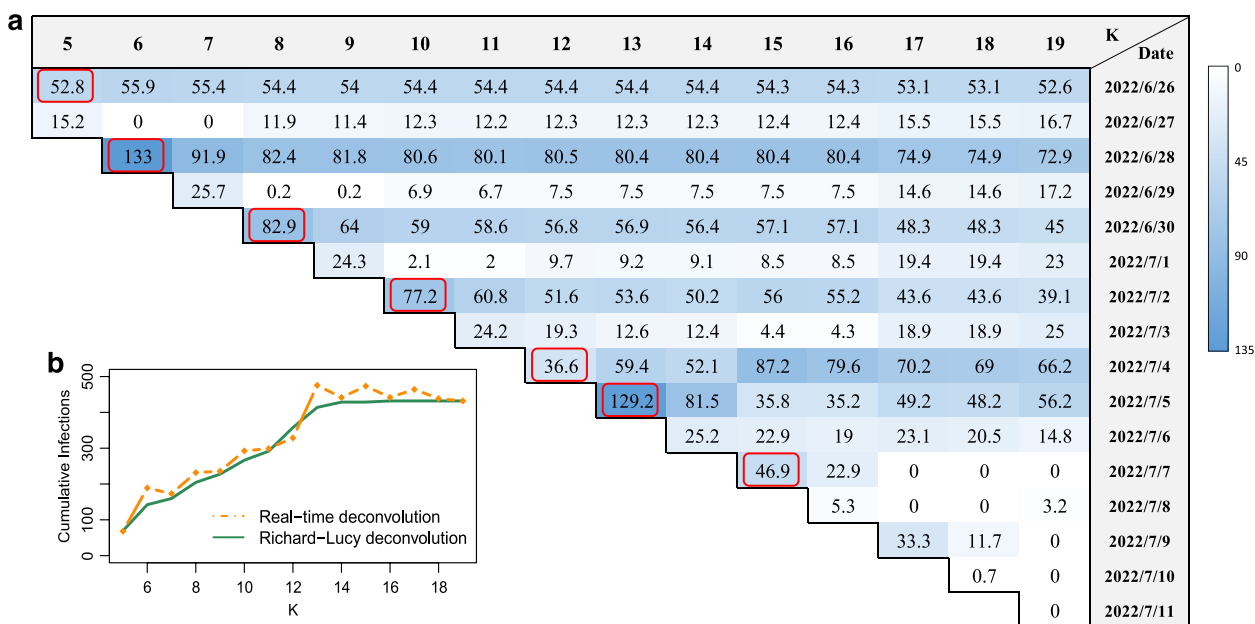 a
5 6 7 8 9 10 11 12 13 14 15 16 17 18 19 K Date
52.8 55.9 55.4 54.4 54 54.4 54.4 54.4 54.4 54.4 54.3 54.3 53.1 53.1 52.6 2022/6/26
15.2 0 0 11.9 11.4 12.3 12.2 12.3 12.3 12.3 12.4 12.4 15.5 15.5 16.7 2022/6/27
133 91.9 82.4 81.8 80.6 80.1 80.5 80.4 80.4 80.4 80.4 74.9 74.9 72.9 2022/6/28
25.7 0.2 0.2 6.9 6.7 7.5 7.5 7.5 7.5 7.5 14.6 14.6 17.2 2022/6/29
82.9 64 59 58.6 56.8 56.9 56.4 57.1 57.1 48.3 48.3 45 2022/6/30
24.3 2.1 2 9.7 9.2 9.1 8.5 8.5 19.4 19.4 23 2022/7/1
77.2 60.8 51.6 53.6 50.2 56 55.2 43.6 43.6 39.1 2022/7/2
24.2 19.3 12.6 12.4 4.4 4.3 18.9 18.9 25 2022/7/3
36.6 59.4 52.1 87.2 79.6 70.2 69 66.2 2022/7/4
129.2 81.5 35.8 35.2 49.2 48.2 56.2 2022/7/5
25.2 22.9 19 23.1 20.5 14.8 2022/7/6
46.9 22.9 0 0 0 2022/7/7
5.3 0 0 3.2 2022/7/8
33.3 11.7 0 2022/7/9
0.7 0 2022/7/10
0 2022/7/11
0
45
90
135
b
500
300
100
0
Cumulative Infections
Real-time deconvolution
Richard-Lucy deconvolution
6 8 10 12 14 16 18
K